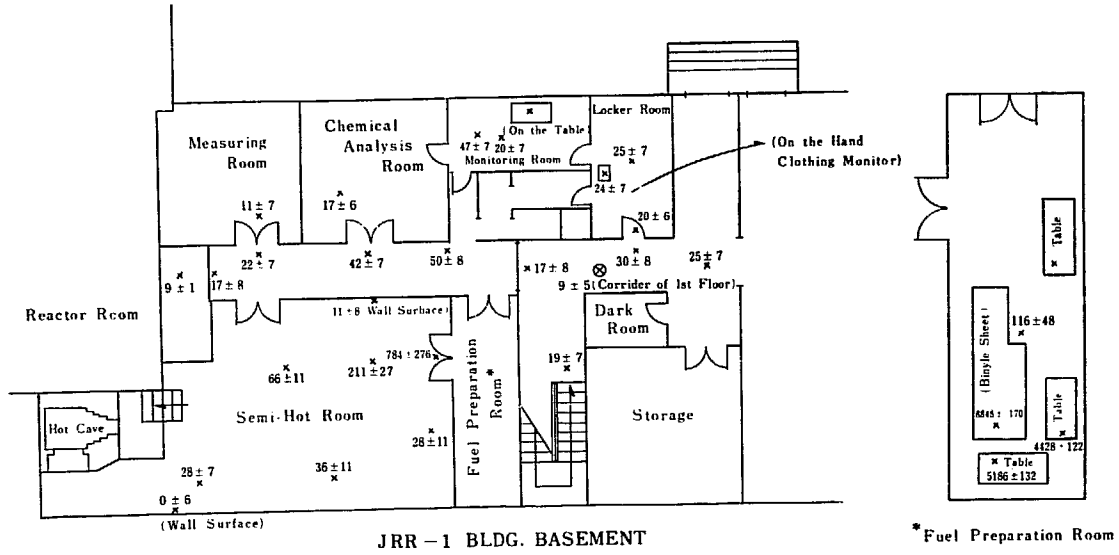 Measuring
Room
Chemical
Analysis
Room
Locker Room
(On the Table)
47±7
20±7
Monitoring Room
(On the Hand
Clothing Monitor)
25±7
24±7
11±7
17±6
20±6
22±7
42±7
50±8
30±8
25±7
9±1
17±8
17±8
9±5 (Corrider of 1st Floor)
Reactor Room
11±8 Wall Surface)
Dark
Room
784±276
66±11
211±27
19±7
Semi-Hot Room
Fuel Preparation
Room*
Storage
Hot Cave
28±11
28±7
36±11
0±6
(Wall Surface)
JRR-1 BLDG. BASEMENT
Table
116±48
(Binyle Sheet)
Table
170
4428 · 122
Table
5186±132
*Fuel Preparation Room